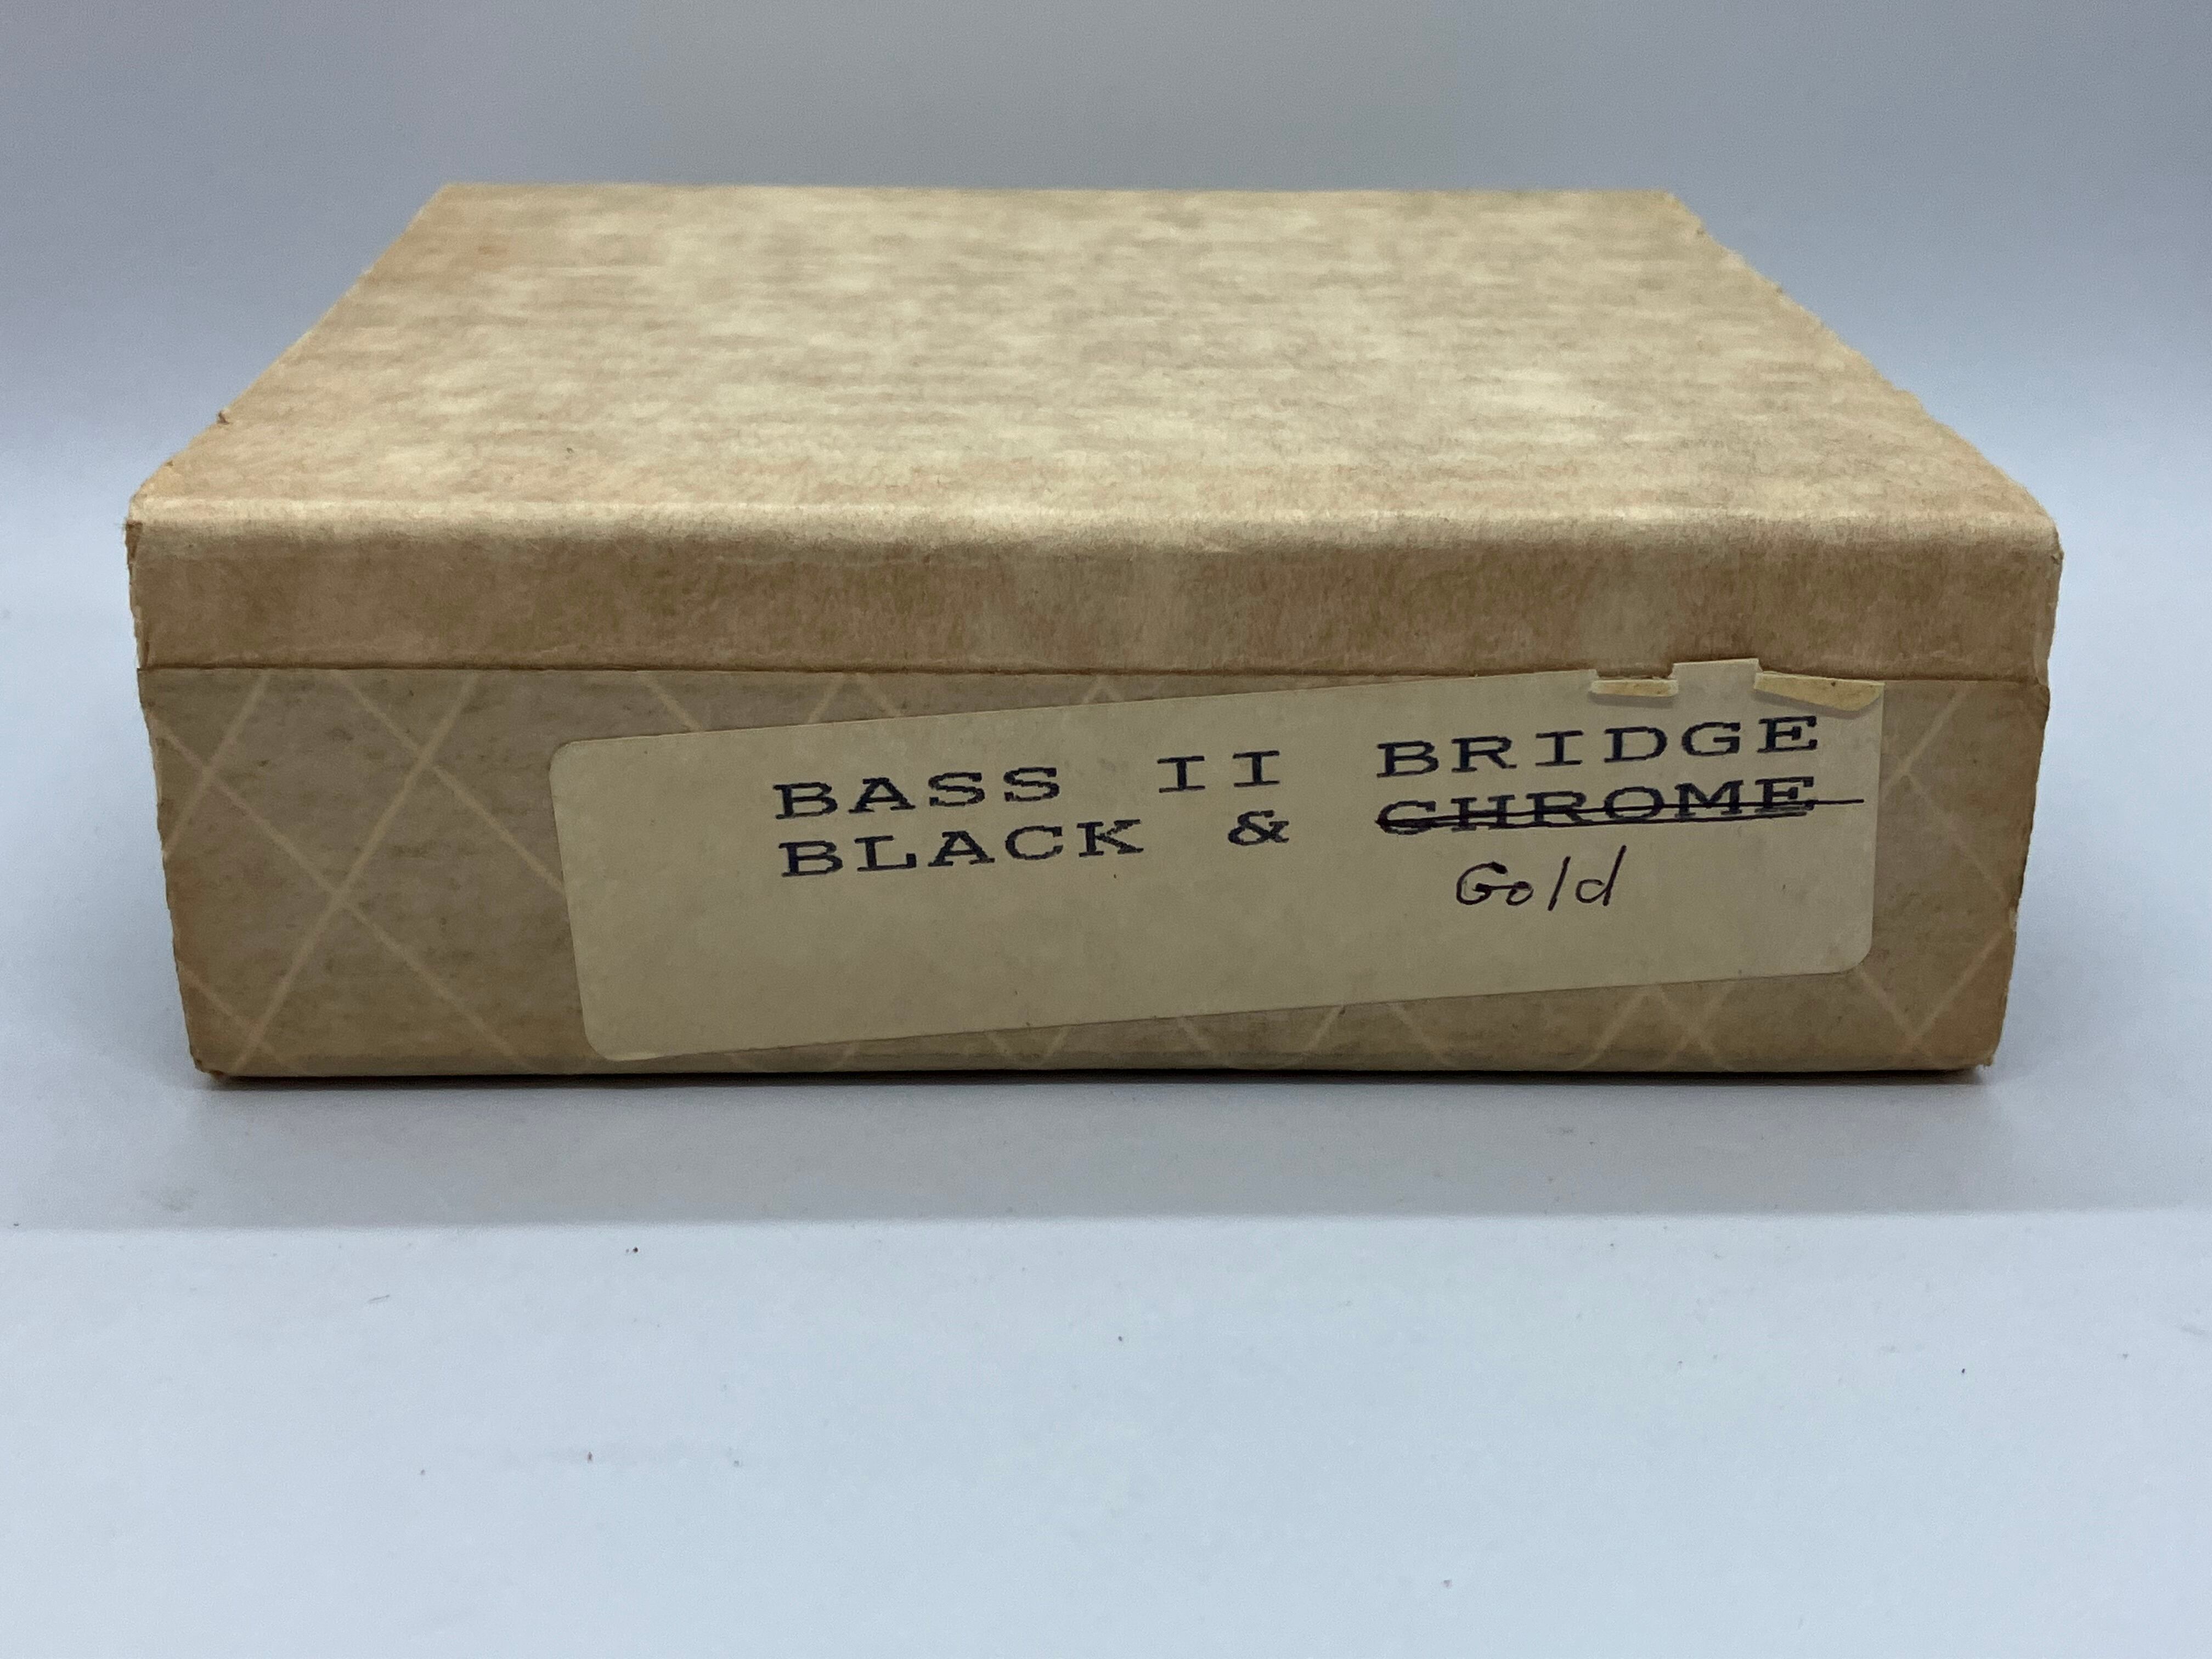 BASS II BRIDGE
BLACK & CHROME
Gold